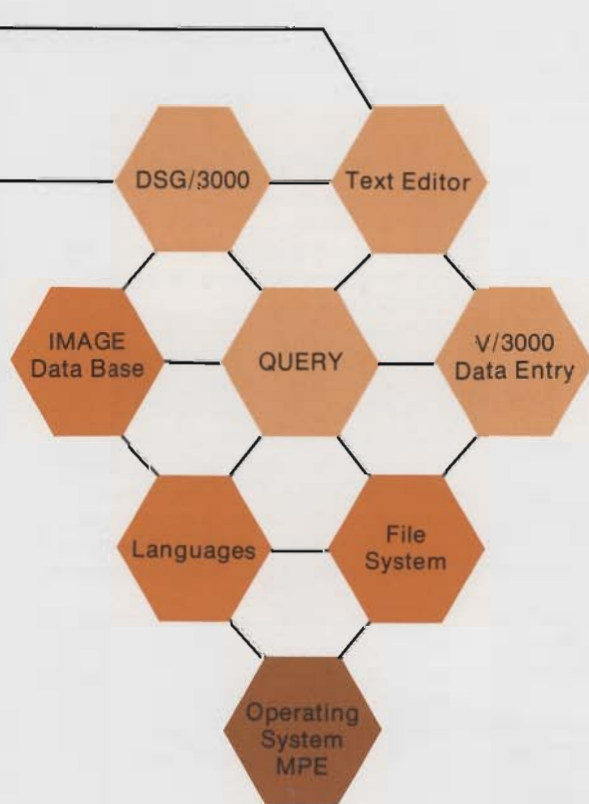 DSG/3000
Text Editor
IMAGE
Data Base
QUERY
V/3000
Data Entry
Languages
File
System
Operating
System
MPE